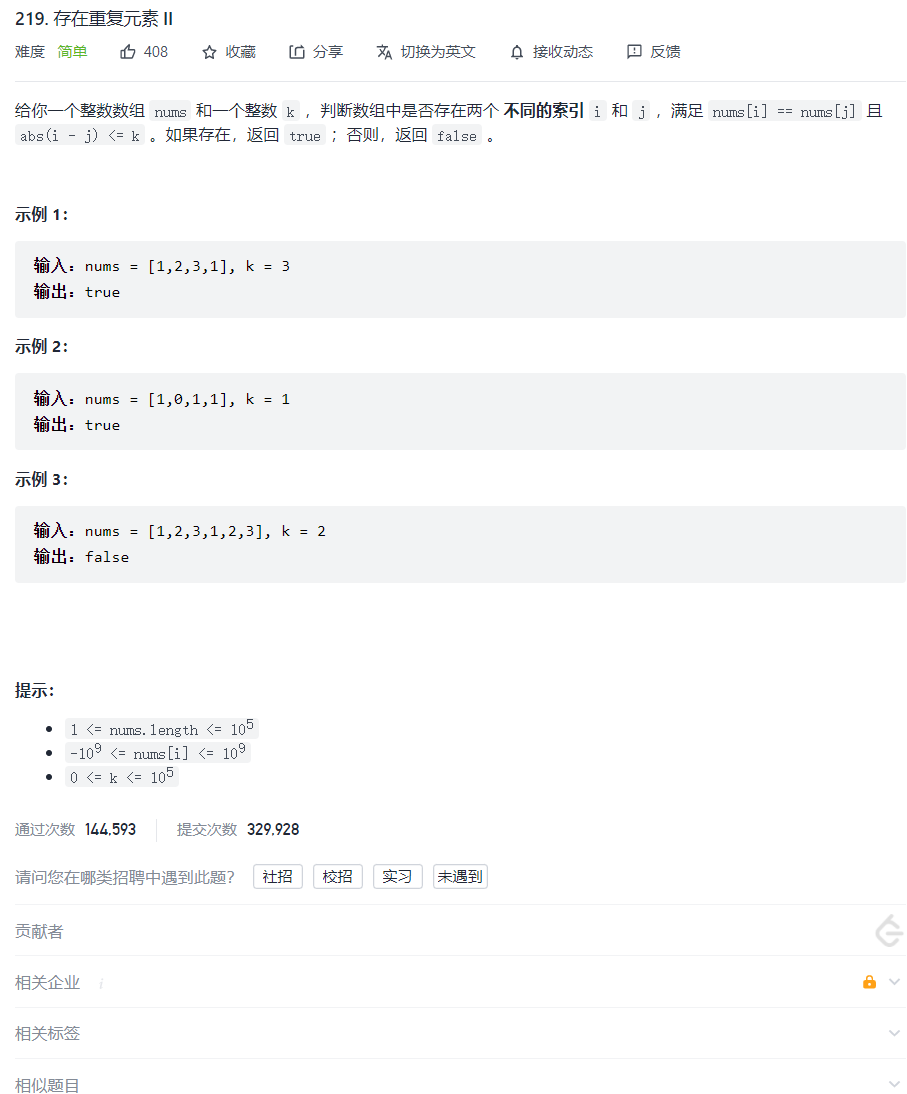 219. 存在重复元素 II
难度 简单 408 收藏 分享 切换为英文 接收动态 反馈
给你一个整数数组 nums 和一个整数 k ，判断数组中是否存在两个 不同的索引 i 和 j ，满足 nums[i] == nums[j] 且
abs(i - j) <= k 。如果存在，返回 true ；否则，返回 false 。
示例 1：
输入：nums = [1,2,3,1], k = 3
输出：true
示例 2：
输入：nums = [1,0,1,1], k = 1
输出：true
示例 3：
输入：nums = [1,2,3,1,2,3], k = 2
输出：false
提示：
1 <= nums.length <= 10⁵
-10⁹ <= nums[i] <= 10⁹
0 <= k <= 10⁵
通过次数 144,593 提交次数 329,928
请问您在哪类招聘中遇到此题？ 社招 校招 实习 未遇到
贡献者
相关企业 i
相关标签
相似题目